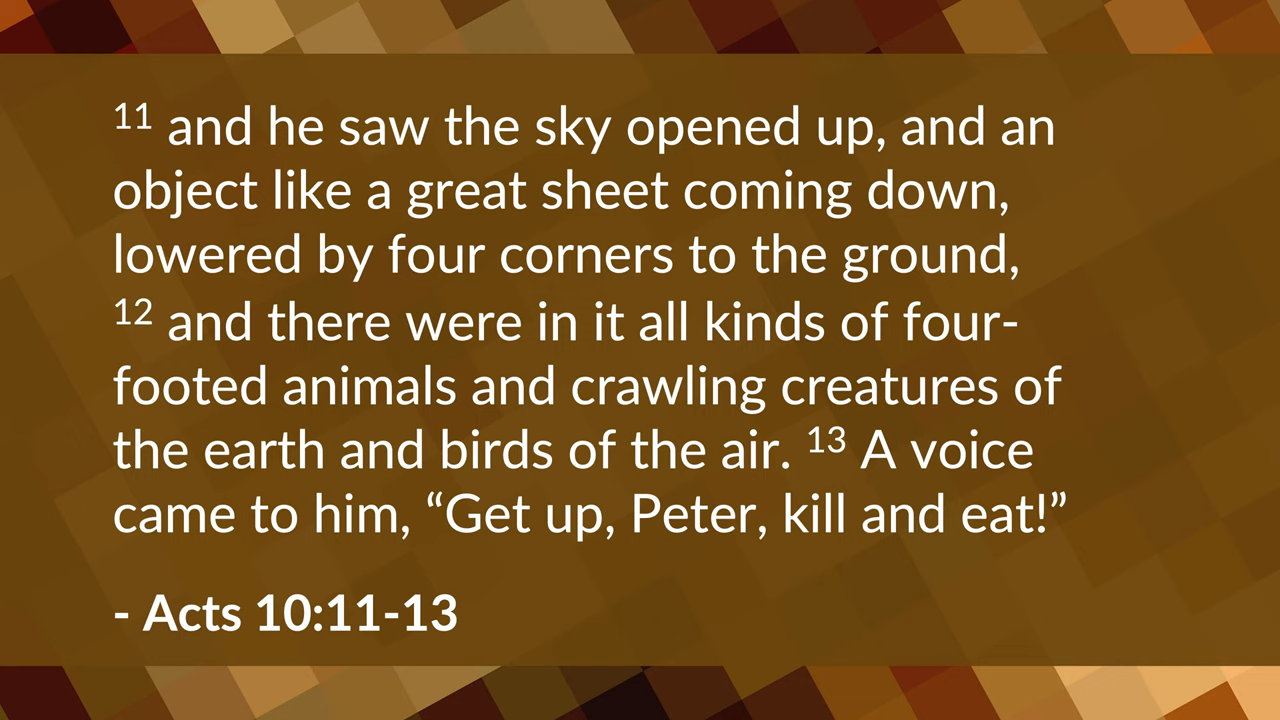 11 and he saw the sky opened up, and an
object like a great sheet coming down,
lowered by four corners to the ground,
12 and there were in it all kinds of four-
footed animals and crawling creatures of
the earth and birds of the air. 13 A voice
came to him, “Get up, Peter, kill and eat!”
- Acts 10:11-13